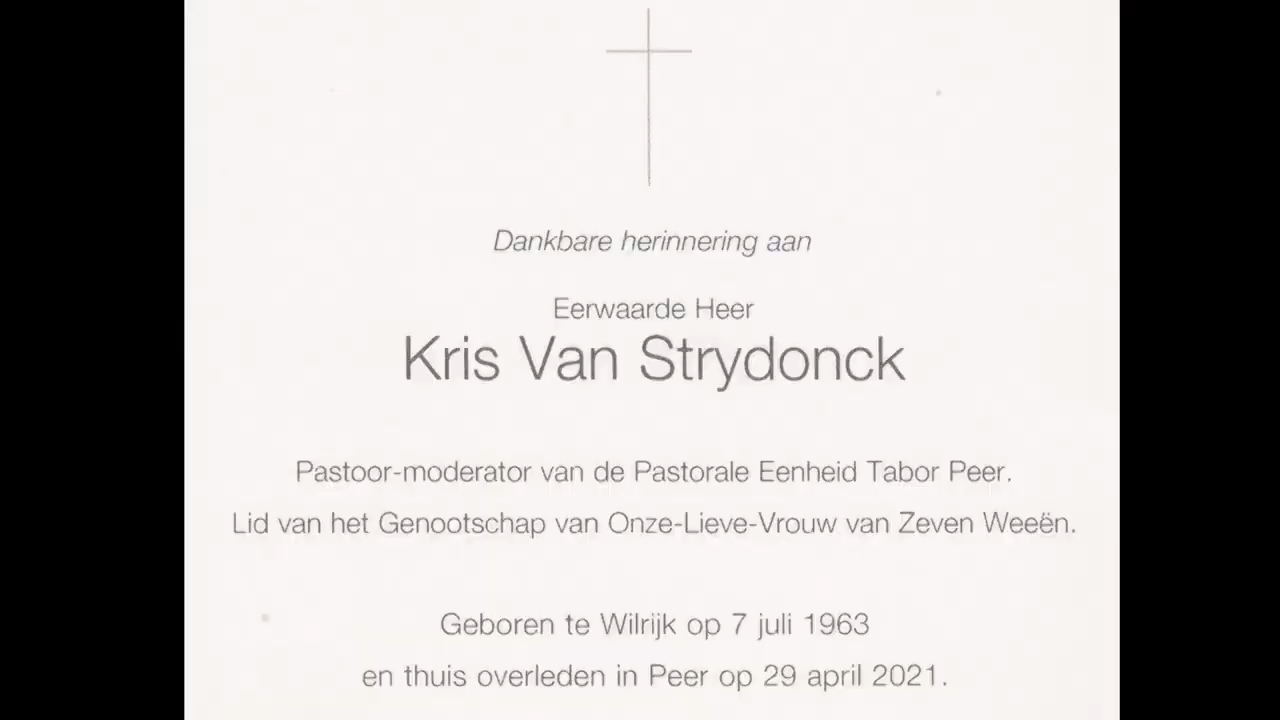 Dankbare herinnering aan
Eerwaarde Heer
Kris Van Strydonck
Pastoor-moderator van de Pastorale Eenheid Tabor Peer.
Lid van het Genootschap van Onze-Lieve-Vrouw van Zeven Weeën.
Geboren te Wilrijk op 7 juli 1963
en thuis overleden in Peer op 29 april 2021.